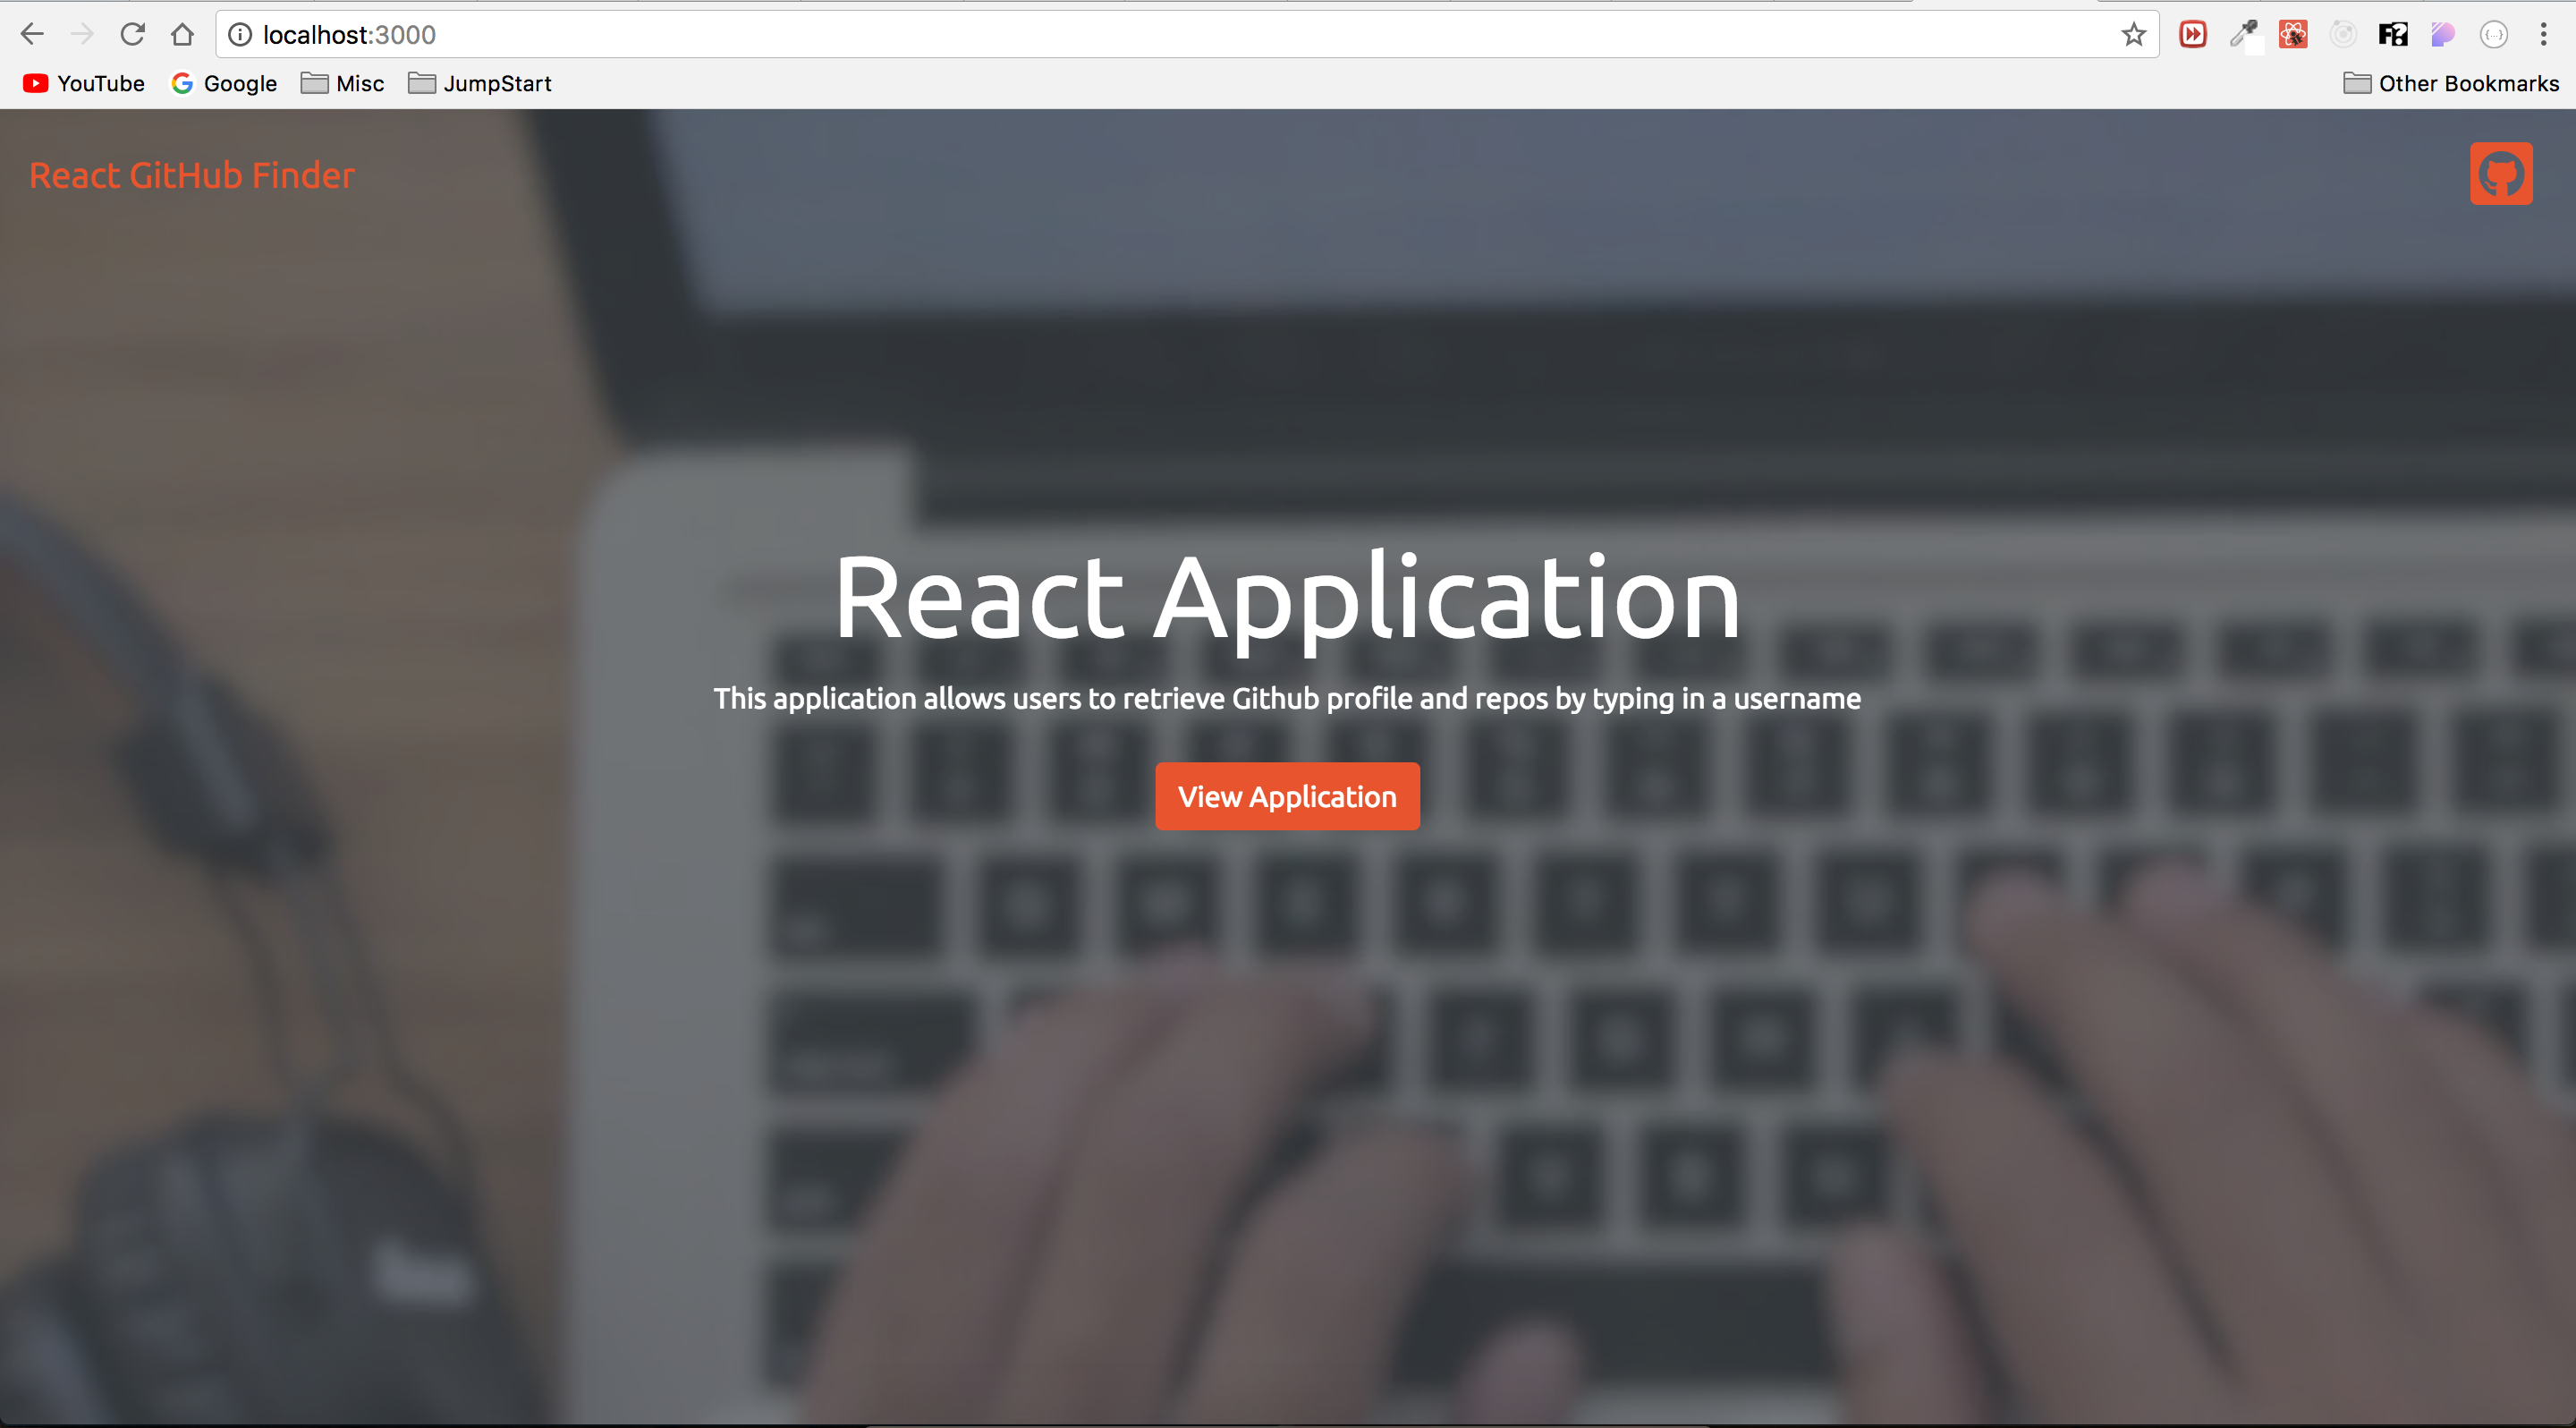 localhost:3000
YouTube Google Misc JumpStart Other Bookmarks
React GitHub Finder
React Application
This application allows users to retrieve Github profile and repos by typing in a username
View Application